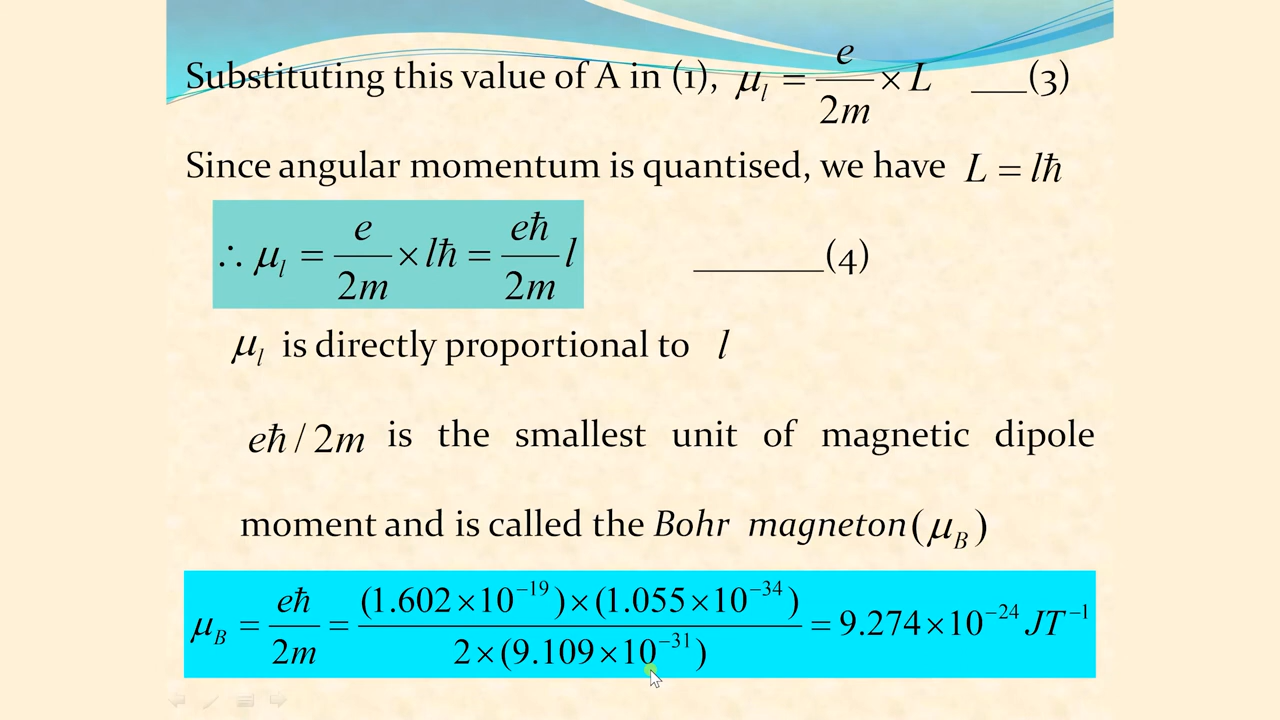 Substituting this value of A in (1), μ_l = e/2m × L ___(3)
Since angular momentum is quantised, we have L = lħ
∴ μ_l = e/2m × lħ = eħ/2m l _______(4)
μ_l is directly proportional to l
eħ / 2m is the smallest unit of magnetic dipole
moment and is called the Bohr magneton(μ_B)
μ_B = eħ/2m = (1.602×10⁻¹⁹)×(1.055×10⁻³⁴)/2×(9.109×10⁻³¹) = 9.274×10⁻²⁴ JT⁻¹